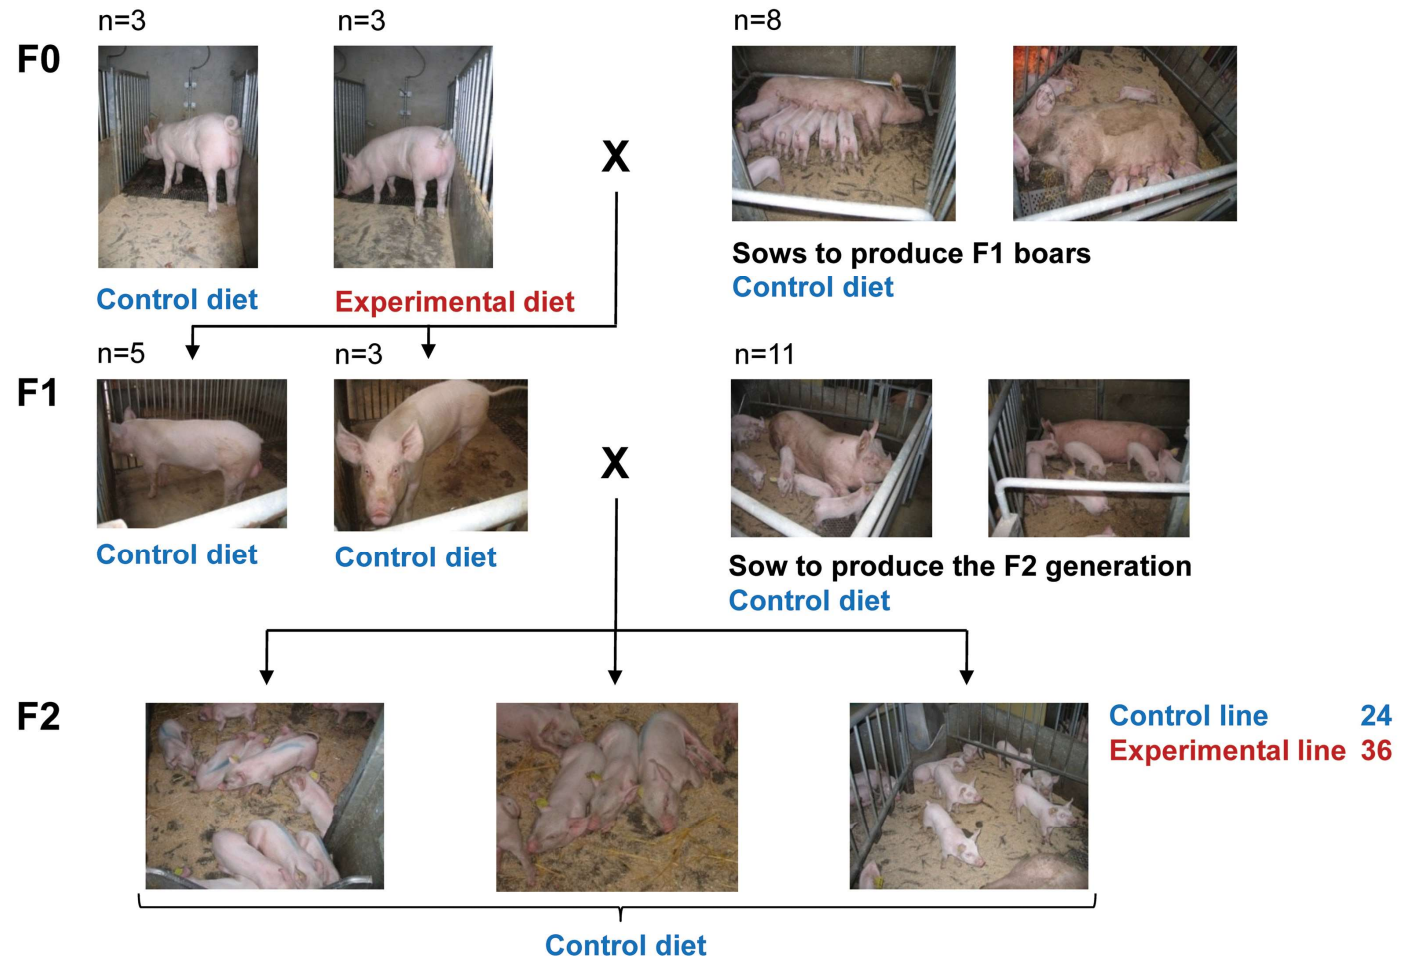 n=3
n=3
n=8
F0
X
Sows to produce F1 boars
Control diet
Control diet
Experimental diet
n=5
n=3
n=11
F1
X
Control diet
Control diet
Sow to produce the F2 generation
Control diet
F2
Control line 24
Experimental line 36
Control diet